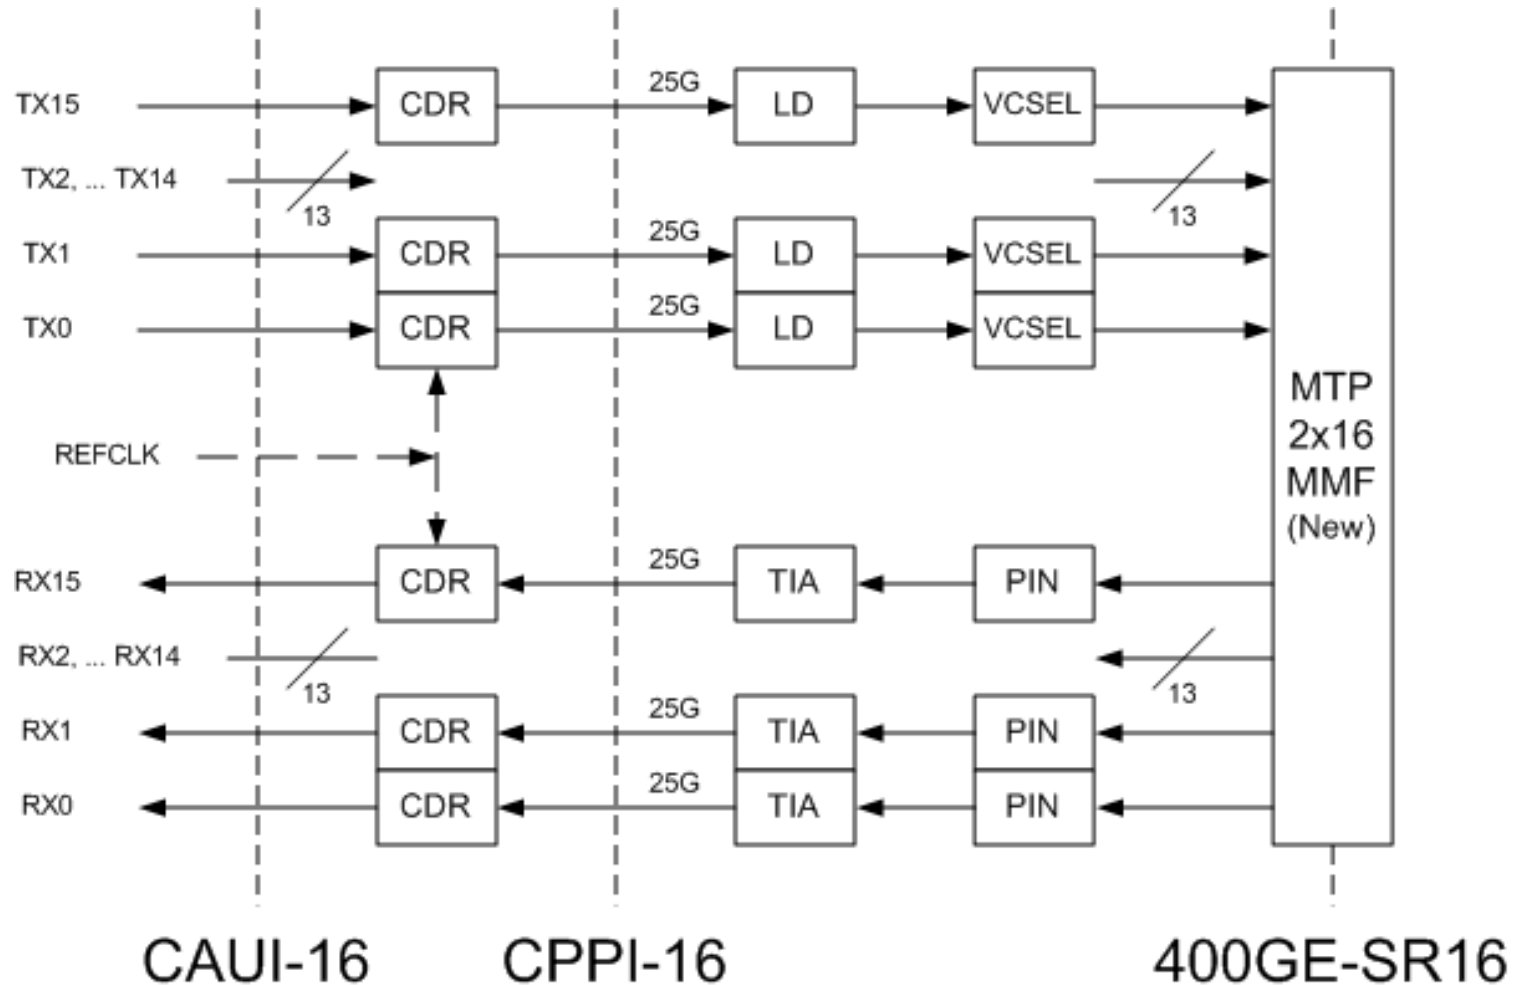 TX15 CDR 25G LD VCSEL
TX2, ... TX14 13 13
TX1 CDR 25G LD VCSEL
TX0 CDR 25G LD VCSEL
MTP
2x16
MMF
(New)
REFCLK
RX15 CDR 25G TIA PIN
RX2, ... RX14 13 13
RX1 CDR 25G TIA PIN
RX0 CDR 25G TIA PIN
CAUI-16 CPPI-16 400GE-SR16